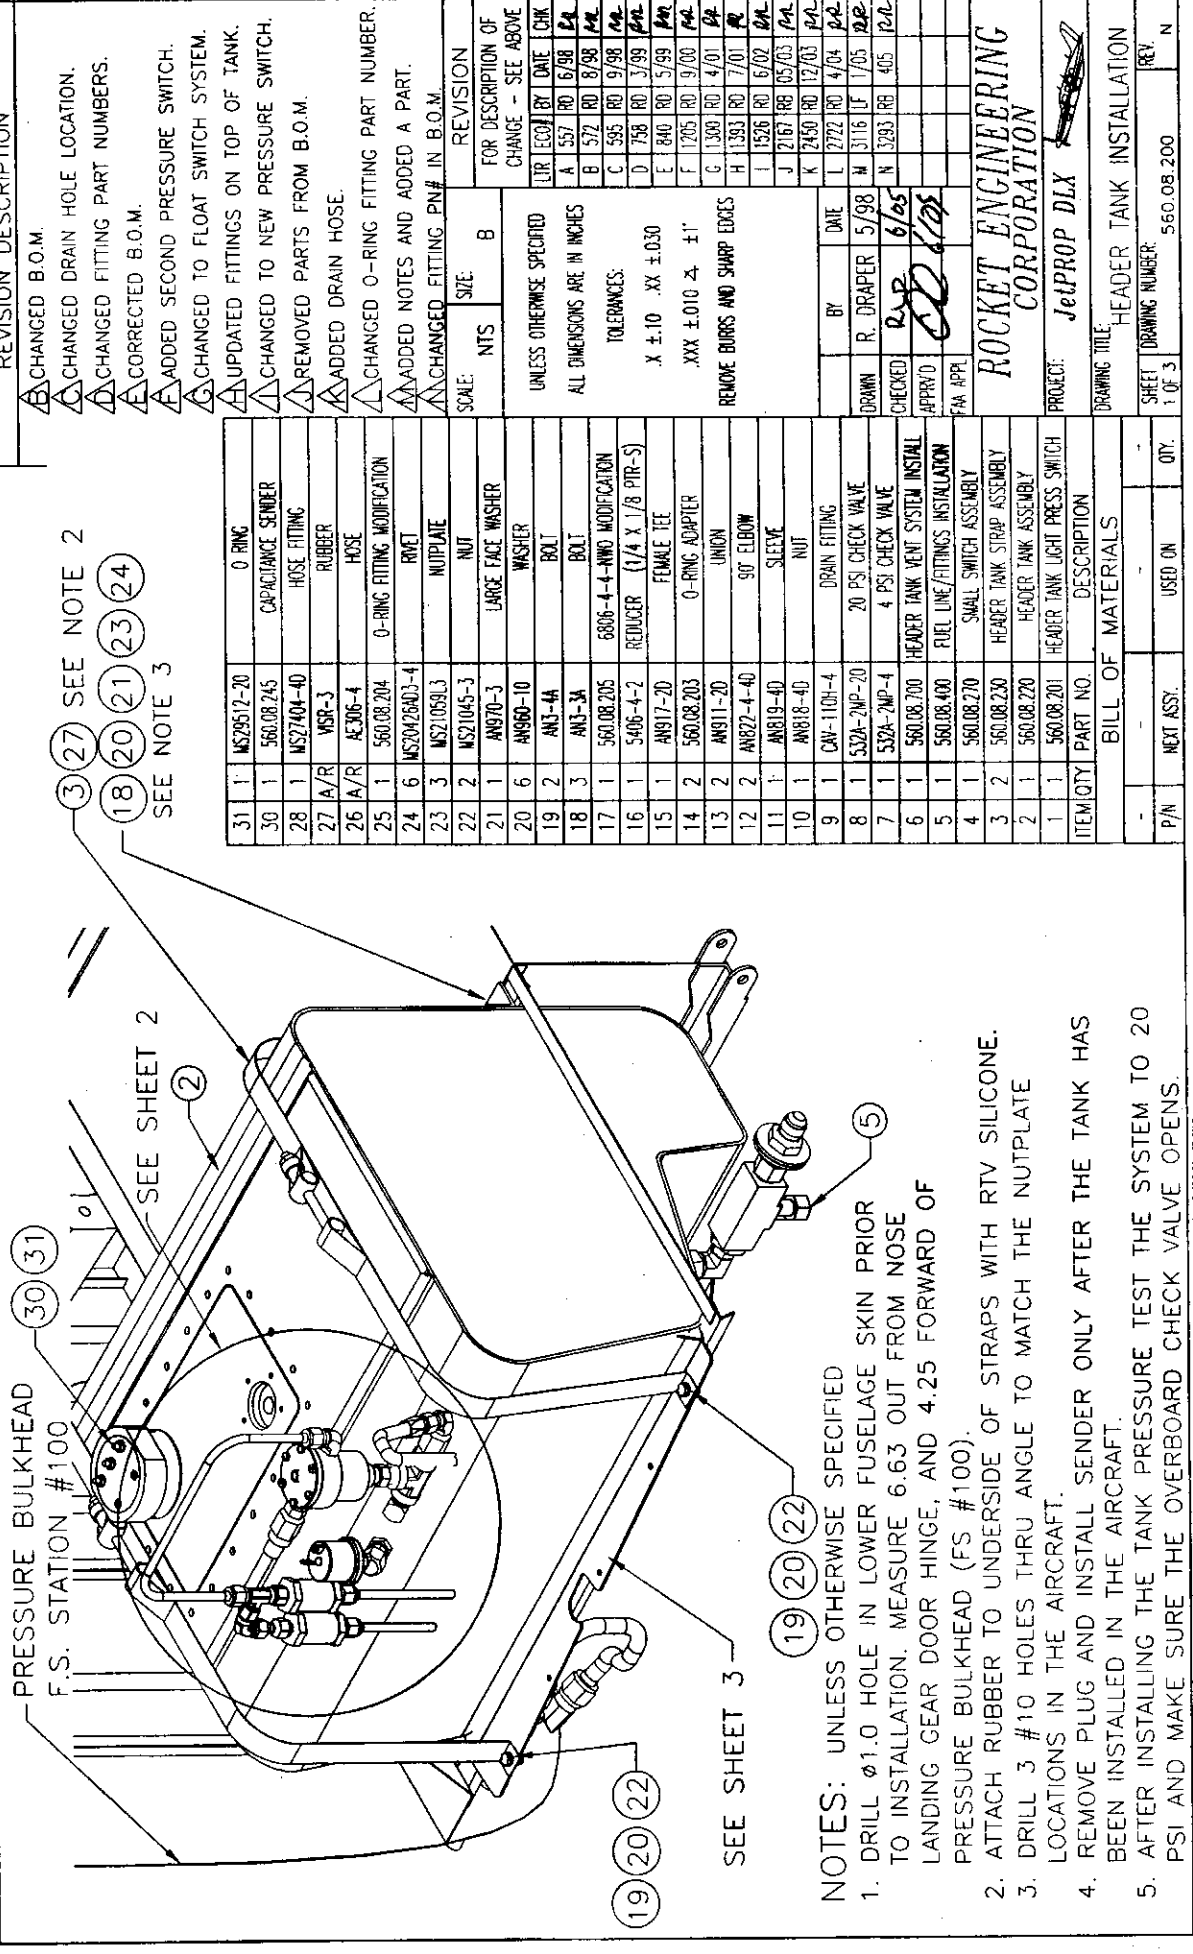 PRESSURE BULKHEAD
F.S. STATION #100
30 31
SEE SHEET 2
2
3 27 SEE NOTE 2
18 20 21 23 24
SEE NOTE 3
19 20 22
SEE SHEET 3
19 20 22
5
NOTES: UNLESS OTHERWISE SPECIFIED
1. DRILL ø1.0 HOLE IN LOWER FUSELAGE SKIN PRIOR
TO INSTALLATION. MEASURE 6.63 OUT FROM NOSE
LANDING GEAR DOOR HINGE, AND 4.25 FORWARD OF
PRESSURE BULKHEAD (FS #100).
2. ATTACH RUBBER TO UNDERSIDE OF STRAPS WITH RTV SILICONE.
3. DRILL 3 #10 HOLES THRU ANGLE TO MATCH THE NUTPLATE
LOCATIONS IN THE AIRCRAFT.
4. REMOVE PLUG AND INSTALL SENDER ONLY AFTER THE TANK HAS
BEEN INSTALLED IN THE AIRCRAFT.
5. AFTER INSTALLING THE TANK PRESSURE TEST THE SYSTEM TO 20
PSI AND MAKE SURE THE OVERBOARD CHECK VALVE OPENS.
REVISION DESCRIPTION
B CHANGED B.O.M.
C CHANGED DRAIN HOLE LOCATION.
D CHANGED FITTING PART NUMBERS.
E CORRECTED B.O.M.
F ADDED SECOND PRESSURE SWITCH.
G CHANGED TO FLOAT SWITCH SYSTEM.
H UPDATED FITTINGS ON TOP OF TANK.
I CHANGED TO NEW PRESSURE SWITCH.
J REMOVED PARTS FROM B.O.M.
K ADDED DRAIN HOSE.
L CHANGED O-RING FITTING PART NUMBER.
M ADDED NOTES AND ADDED A PART.
N CHANGED FITTING PN# IN B.O.M.
31 1 MS29512-20 O RING
30 1 560.08.245 CAPACITANCE SENDER
28 1 MS27404-4D HOSE FITTING
27 A/R VISR-3 RUBBER
26 A/R AE306-4 HOSE
25 1 560.08.204 O-RING FITTING MODIFICATION
24 6 MS20426AD3-4 RIVET
23 3 MS21059L3 NUTPLATE
22 2 MS21045-3 NUT
21 1 AN970-3 LARGE FACE WASHER
20 6 AN960-10 WASHER
19 2 AN3-4A BOLT
18 3 AN3-3A BOLT
17 1 560.08.205 6806-4-4-NWO MODIFICATION
16 1 5406-4-2 REDUCER (1/4 X 1/8 PTR-S)
15 1 AN917-2D FEMALE TEE
14 2 560.08.203 O-RING ADAPTER
13 2 AN911-2D UNION
12 2 AN822-4-4D 90° ELBOW
11 1 AN819-4D SLEEVE
10 1 AN818-4D NUT
9 1 CAV-110H-4 DRAIN FITTING
8 1 532A-2MP-20 20 PSI CHECK VALVE
7 1 532A-2MP-4 4 PSI CHECK VALVE
6 1 560.08.700 HEADER TANK VENT SYSTEM INSTALL
5 1 560.08.400 FUEL LINE/FITTINGS INSTALLATION
4 1 560.08.270 SMALL SWITCH ASSEMBLY
3 2 560.08.230 HEADER TANK STRAP ASSEMBLY
2 1 560.08.220 HEADER TANK ASSEMBLY
1 1 560.08.201 HEADER TANK LIGHT PRESS SWITCH
ITEM QTY PART NO. DESCRIPTION
BILL OF MATERIALS
- - - -
P/N NEXT ASSY. USED ON QTY.
SCALE: NTS SIZE: B
UNLESS OTHERWISE SPECIFIED
ALL DIMENSIONS ARE IN INCHES
TOLERANCES:
.X ±.10 .XX ±.030
.XXX ±.010 ∠ ±1°
REMOVE BURRS AND SHARP EDGES
REVISION
FOR DESCRIPTION OF
CHANGE - SEE ABOVE
LTR ECO# BY DATE CHK
A 557 RD 6/98
B 572 RD 8/98
C 595 RD 9/98
D 758 RD 3/99
E 840 RD 5/99
F 1205 RD 9/00
G 1309 RD 4/01
H 1393 RD 7/01
I 1526 RD 6/02
J 2167 RB 05/03
K 2450 RD 12/03
L 2722 RD 4/04
M 3116 LF 1/05
N 3293 RB 405
BY DATE
DRAWN R. DRAPER 5/98
CHECKED 6/05
APPRV'D 6/05
FAA APPL
ROCKET ENGINEERING
CORPORATION
PROJECT: JetPROP DLX
DRAWING TITLE:
HEADER TANK INSTALLATION
SHEET 1 OF 3
DRAWING NUMBER: 560.08.200
REV. N